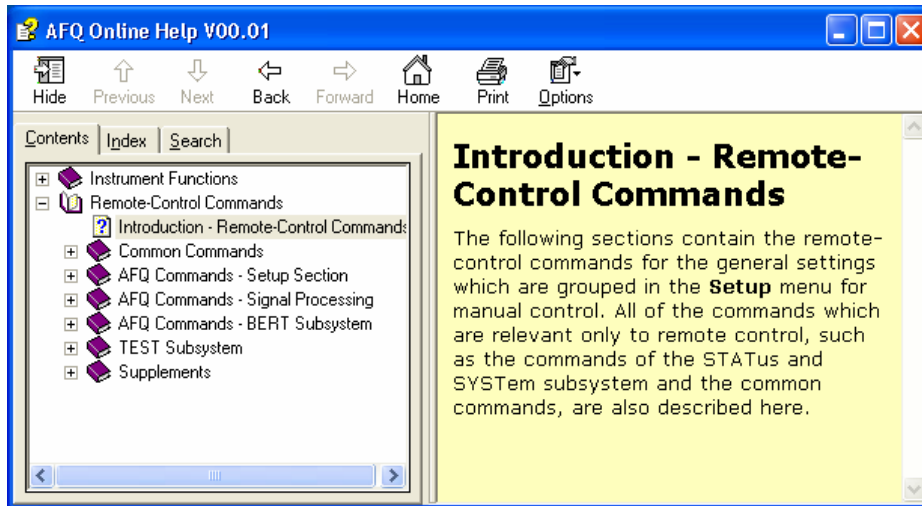 AFQ Online Help V00.01
Hide Previous Next Back Forward Home Print Options
Contents Index Search
Instrument Functions
Remote-Control Commands
Introduction - Remote-Control Commands
Common Commands
AFQ Commands - Setup Section
AFQ Commands - Signal Processing
AFQ Commands - BERT Subsystem
TEST Subsystem
Supplements
Introduction - Remote-
Control Commands
The following sections contain the remote-
control commands for the general settings
which are grouped in the Setup menu for
manual control. All of the commands which
are relevant only to remote control, such
as the commands of the STATus and
SYSTem subsystem and the common
commands, are also described here.